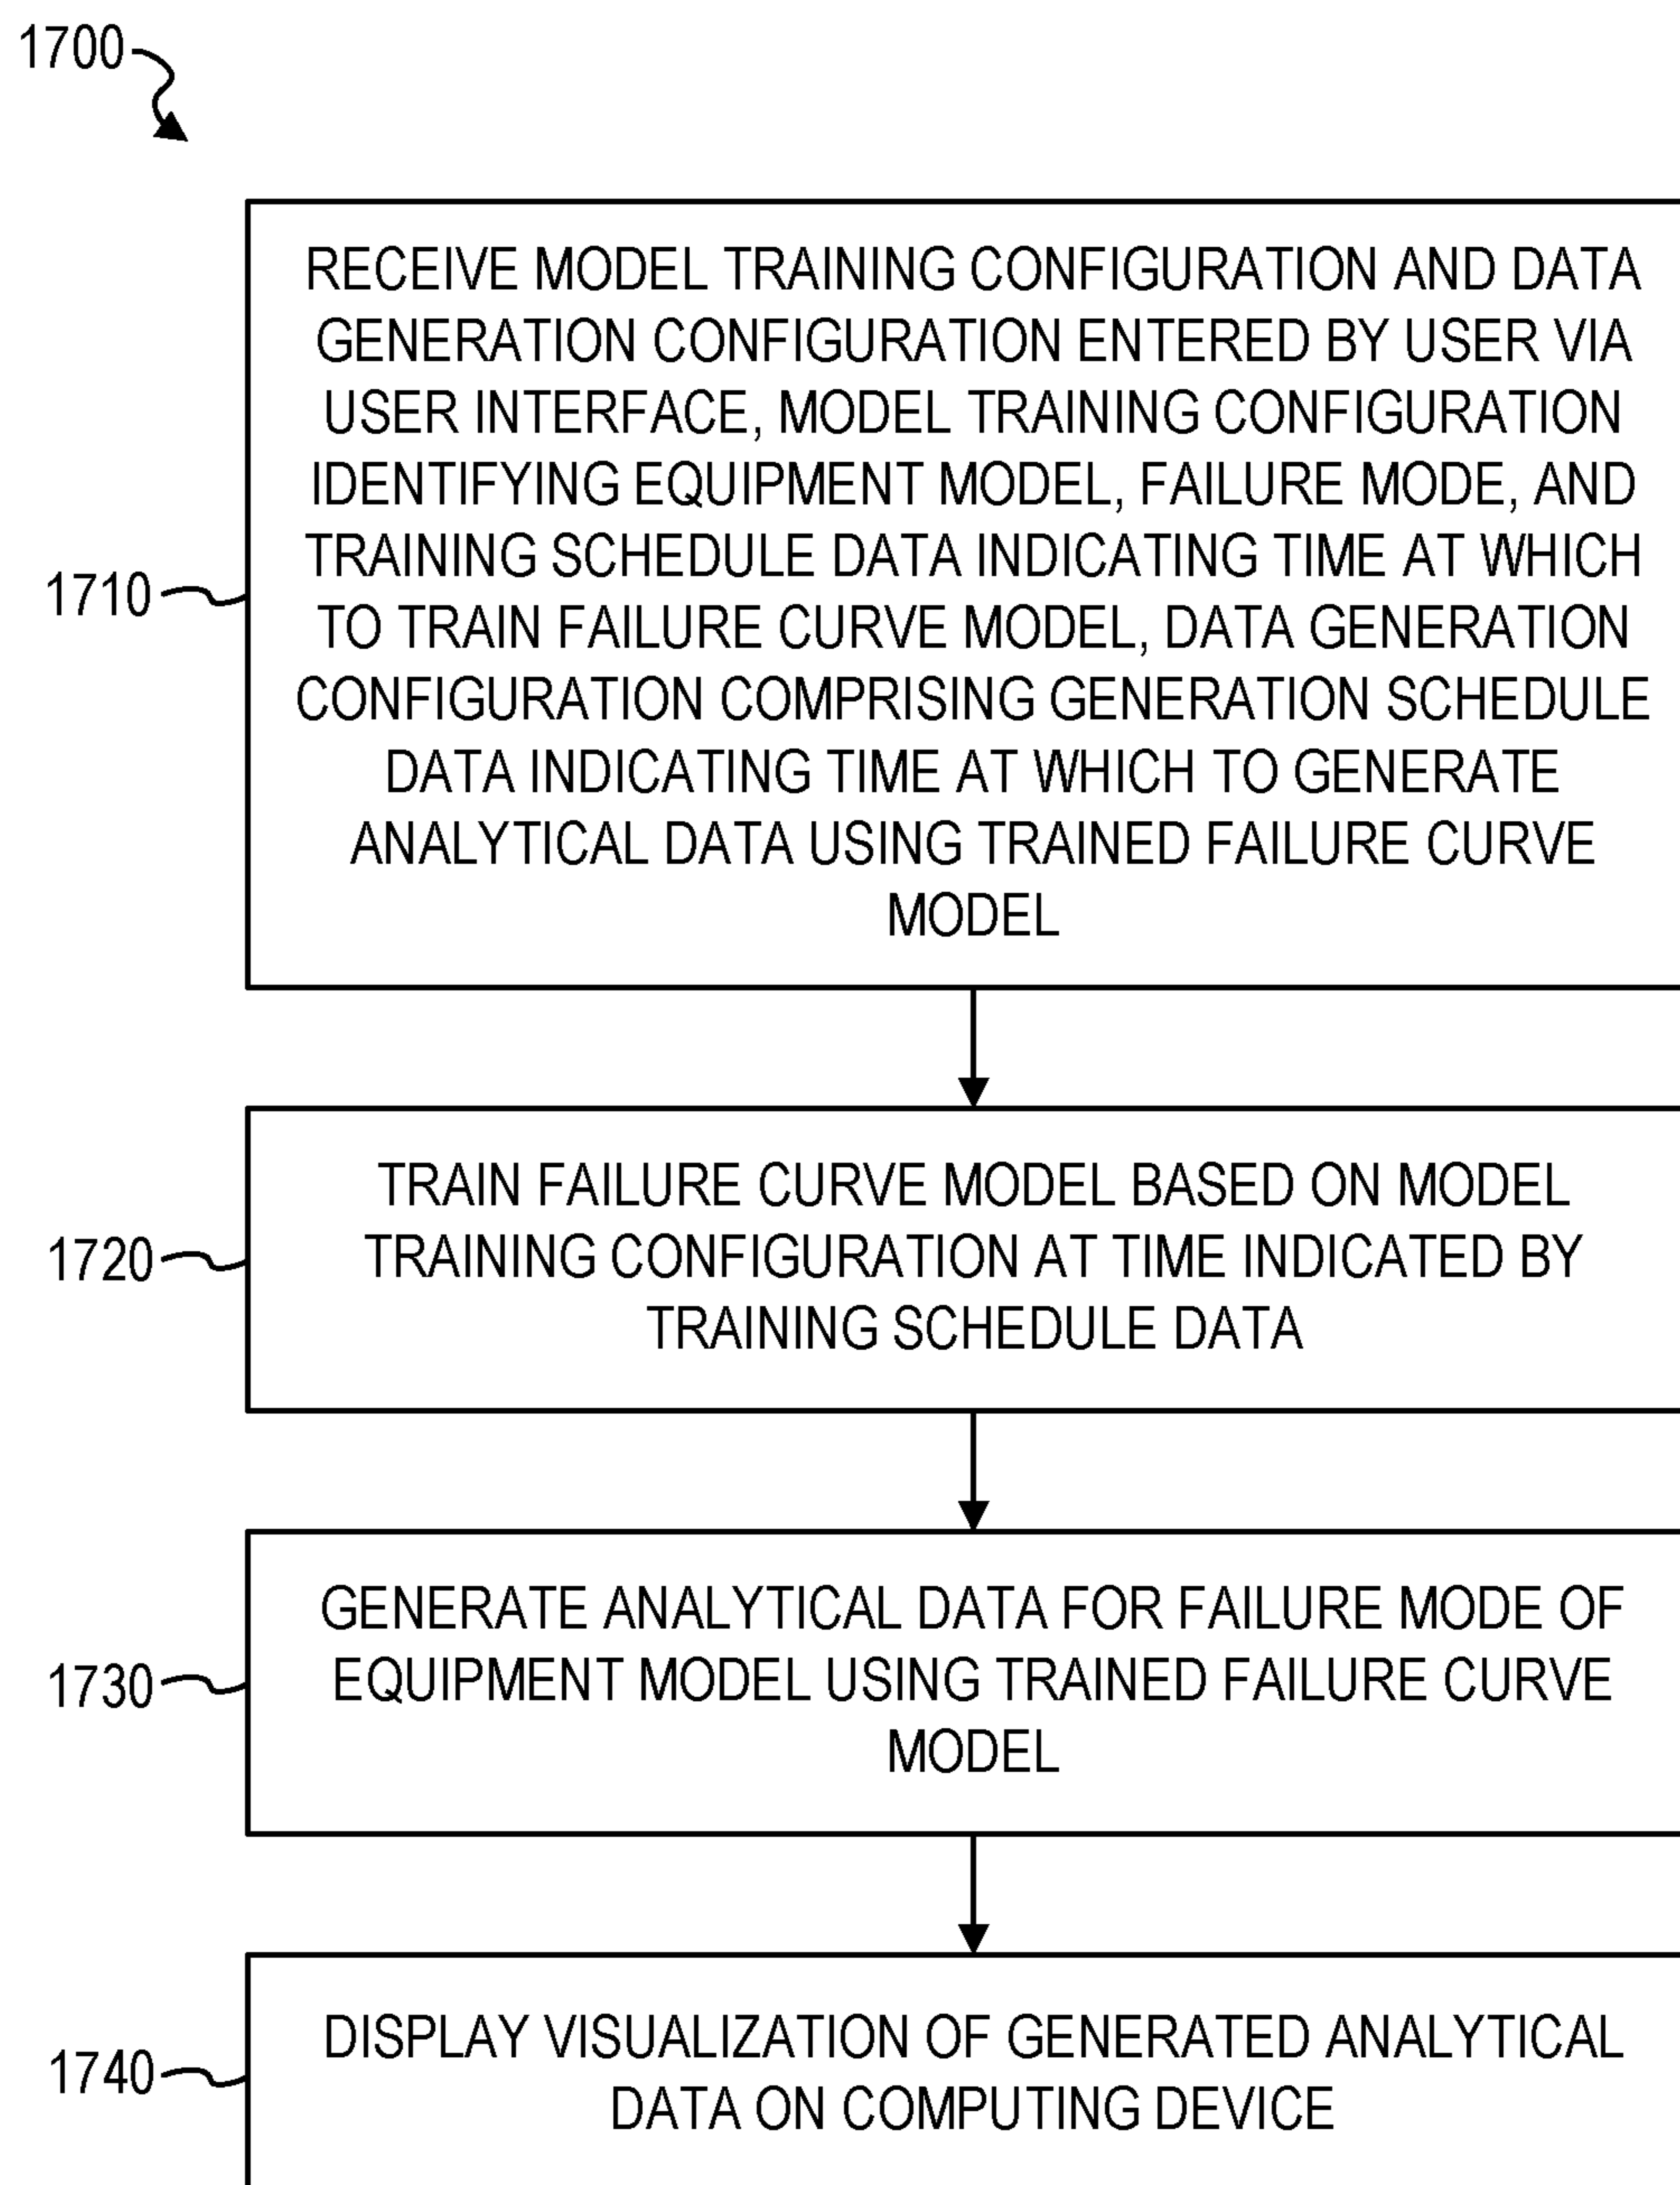 1700
RECEIVE MODEL TRAINING CONFIGURATION AND DATA
GENERATION CONFIGURATION ENTERED BY USER VIA
USER INTERFACE, MODEL TRAINING CONFIGURATION
IDENTIFYING EQUIPMENT MODEL, FAILURE MODE, AND
TRAINING SCHEDULE DATA INDICATING TIME AT WHICH
TO TRAIN FAILURE CURVE MODEL, DATA GENERATION
CONFIGURATION COMPRISING GENERATION SCHEDULE
DATA INDICATING TIME AT WHICH TO GENERATE
ANALYTICAL DATA USING TRAINED FAILURE CURVE
MODEL
1710
TRAIN FAILURE CURVE MODEL BASED ON MODEL
TRAINING CONFIGURATION AT TIME INDICATED BY
TRAINING SCHEDULE DATA
1720
GENERATE ANALYTICAL DATA FOR FAILURE MODE OF
EQUIPMENT MODEL USING TRAINED FAILURE CURVE
MODEL
1730
DISPLAY VISUALIZATION OF GENERATED ANALYTICAL
DATA ON COMPUTING DEVICE
1740